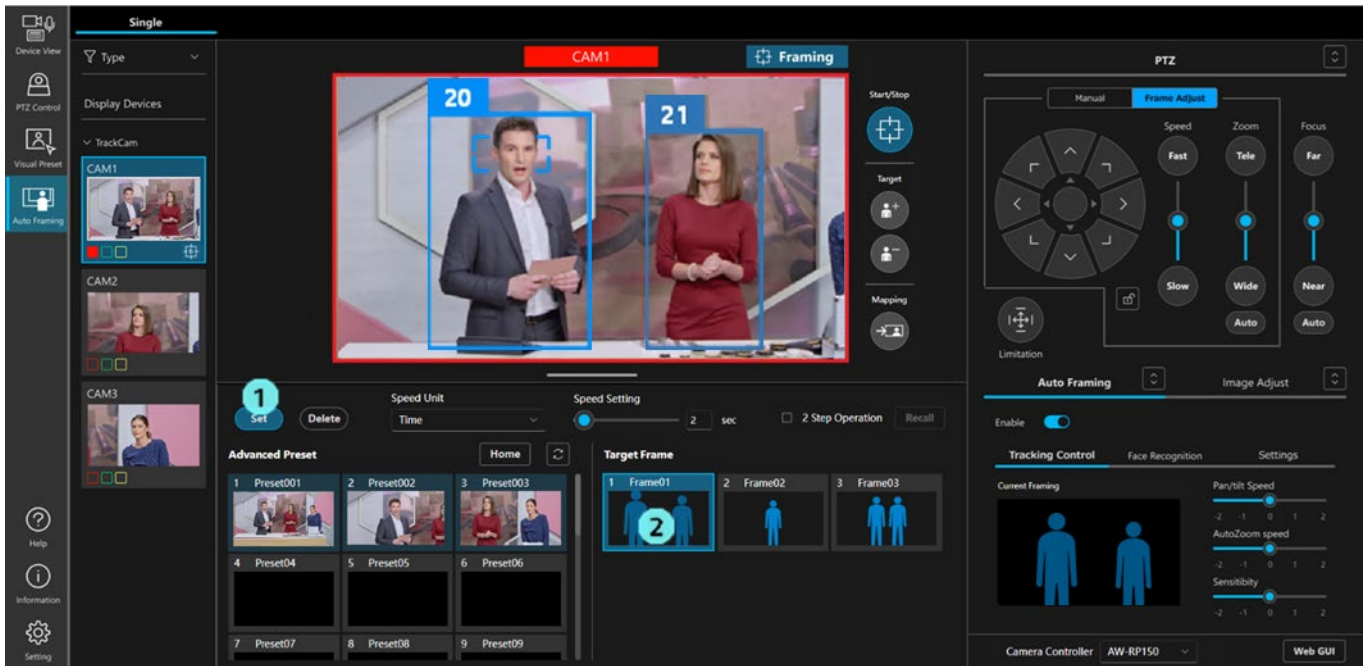 Device View
PTZ Control
Visual Preset
Auto Framing
Help
Information
Setting
Single
Type
Display Devices
TrackCam
CAM1
CAM2
CAM3
CAM1
Framing
20
21
Start/Stop
Target
Mapping
1
Set
Delete
Speed Unit
Time
Speed Setting
2 sec
2 Step Operation
Recall
Advanced Preset
Home
1 Preset001
2 Preset002
3 Preset003
4 Preset04
5 Preset05
6 Preset06
7 Preset07
8 Preset08
9 Preset09
Target Frame
1 Frame01
2 Frame02
3 Frame03
2
PTZ
Manual
Frame Adjust
Speed
Zoom
Focus
Fast
Tele
Far
Slow
Wide
Near
Auto
Auto
Limitation
Auto Framing
Image Adjust
Enable
Tracking Control
Face Recognition
Settings
Current Framing
Pan/tilt Speed
-2 -1 0 1 2
AutoZoom speed
-2 -1 0 1 2
Sensitibity
-2 -1 0 1 2
Camera Controller
AW-RP150
Web GUI